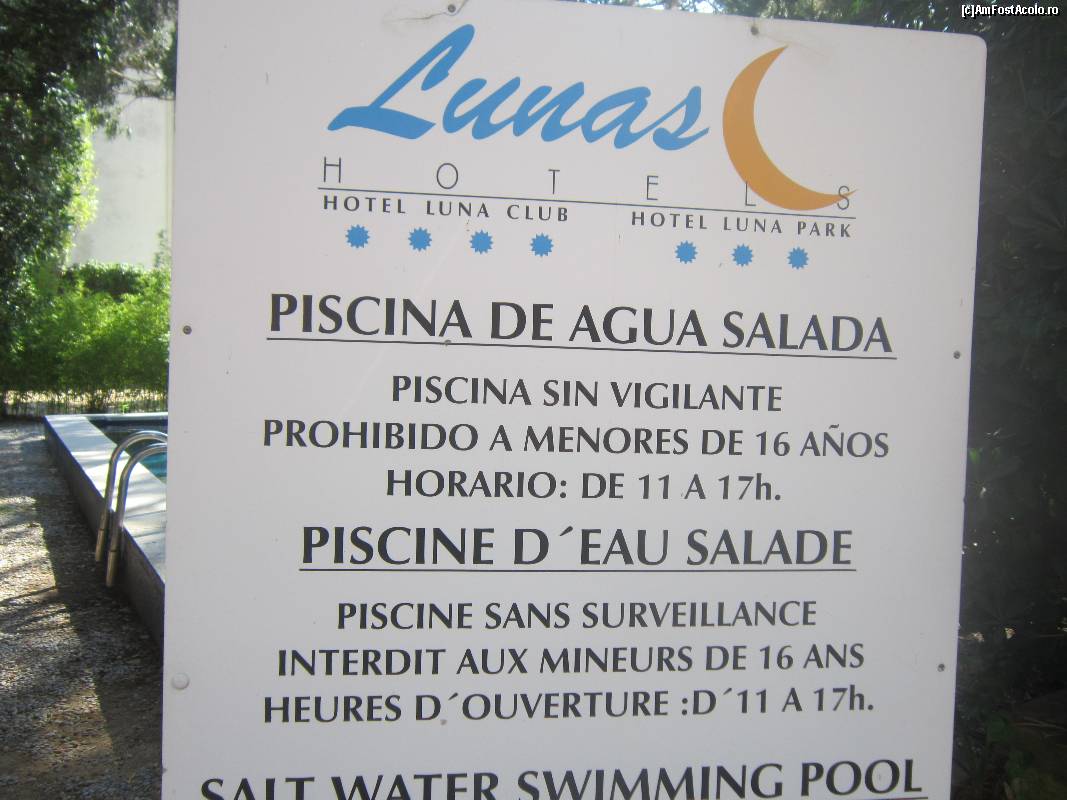 (c)AmFostAcolo.ro
Lunas
HOTELS
HOTEL LUNA CLUB
HOTEL LUNA PARK
PISCINA DE AGUA SALADA
PISCINA SIN VIGILANTE
PROHIBIDO A MENORES DE 16 AÑOS
HORARIO: DE 11 A 17h.
PISCINE D´EAU SALADE
PISCINE SANS SURVEILLANCE
INTERDIT AUX MINEURS DE 16 ANS
HEURES D´OUVERTURE :D´11 A 17h.
SALT WATER SWIMMING POOL